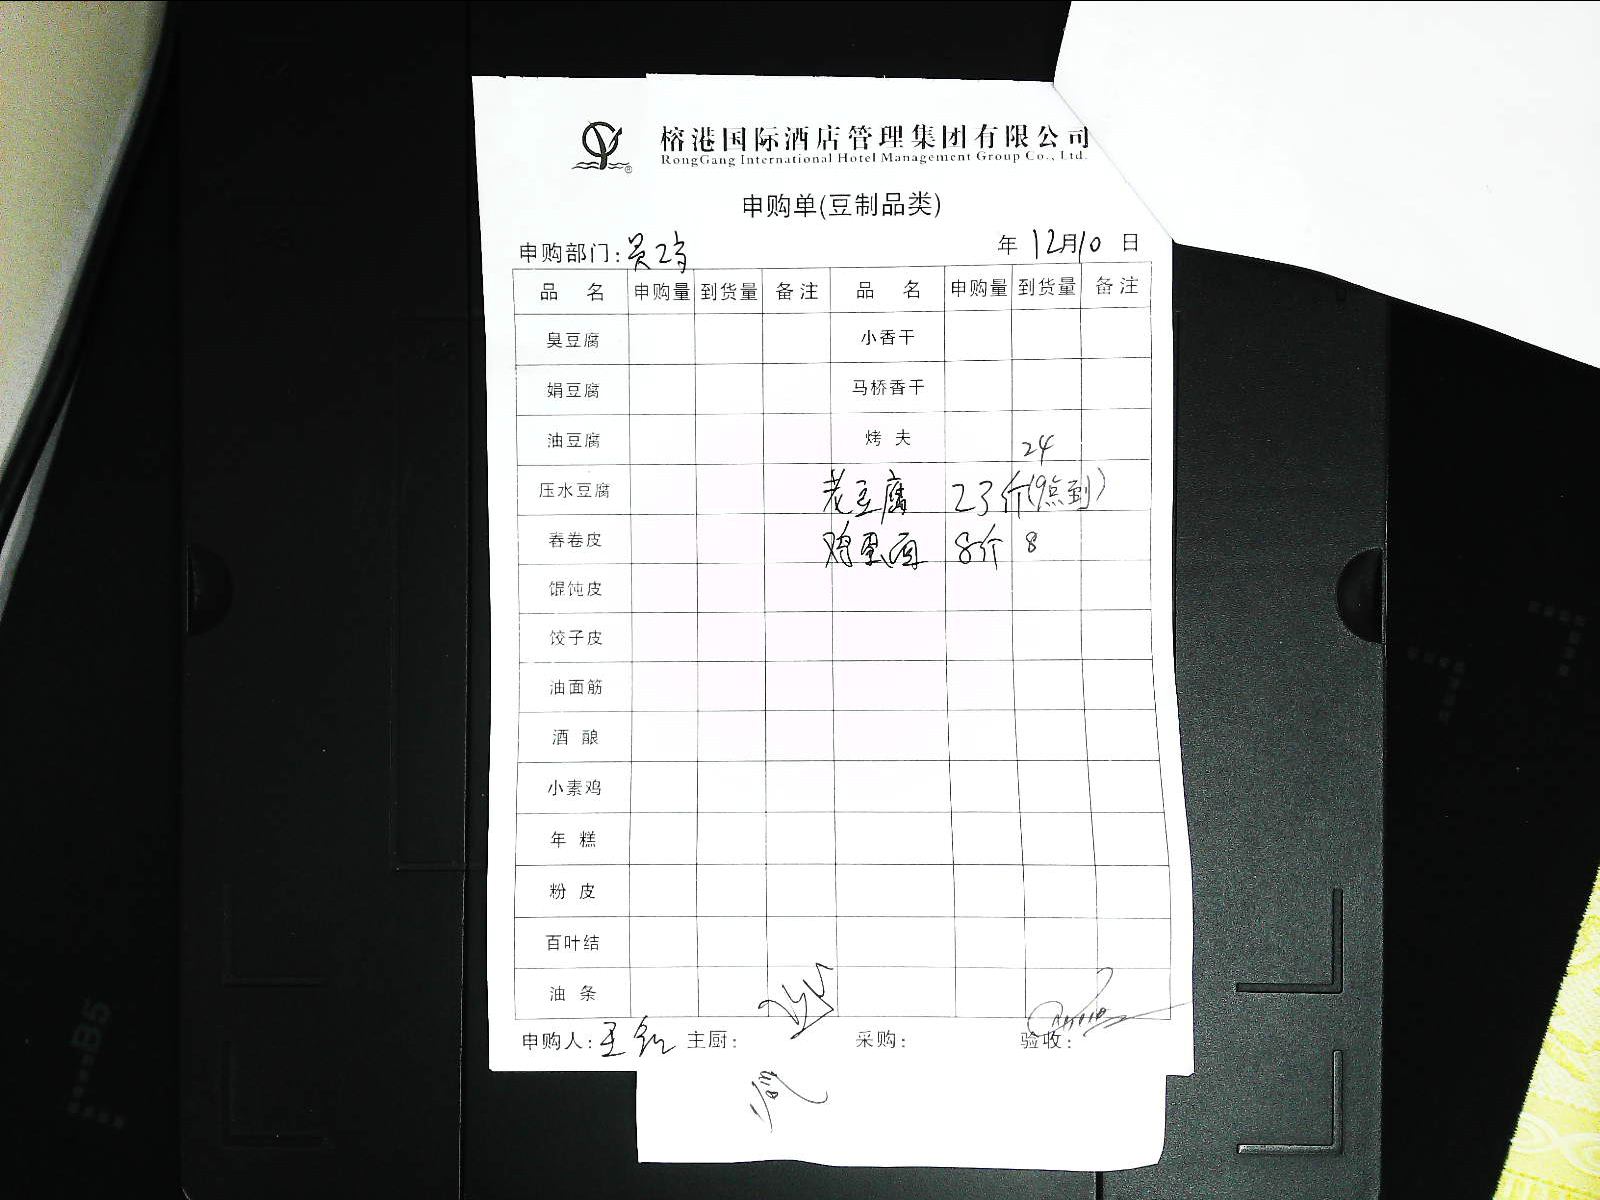 榕港国际酒店管理集团有限公司
RongGang International Hotel Management Group Co., Ltd.
®
申购单(豆制品类)
申购部门:员工 年 12月10日
品 名 申购量 到货量 备注 品 名 申购量 到货量 备注
臭豆腐 小香干
娟豆腐 马桥香干
油豆腐 烤夫 24
压水豆腐 老豆腐 23个(9点到)
春卷皮 鸡蛋面 8个 8
馄饨皮
饺子皮
油面筋
酒酿
小素鸡
年糕
粉皮
百叶结
油条
申购人:王 主厨: 采购: 验收:
B5